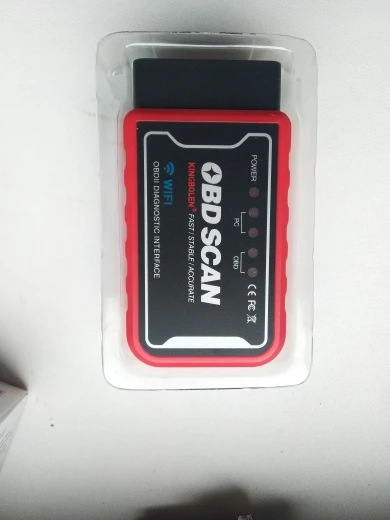 POWER
PC
OBD
CE FC
OBD SCAN
KINGBOLEN® FAST / STABLE / ACCURATE
WIFI
OBDII DIAGNOSTIC INTERFACE